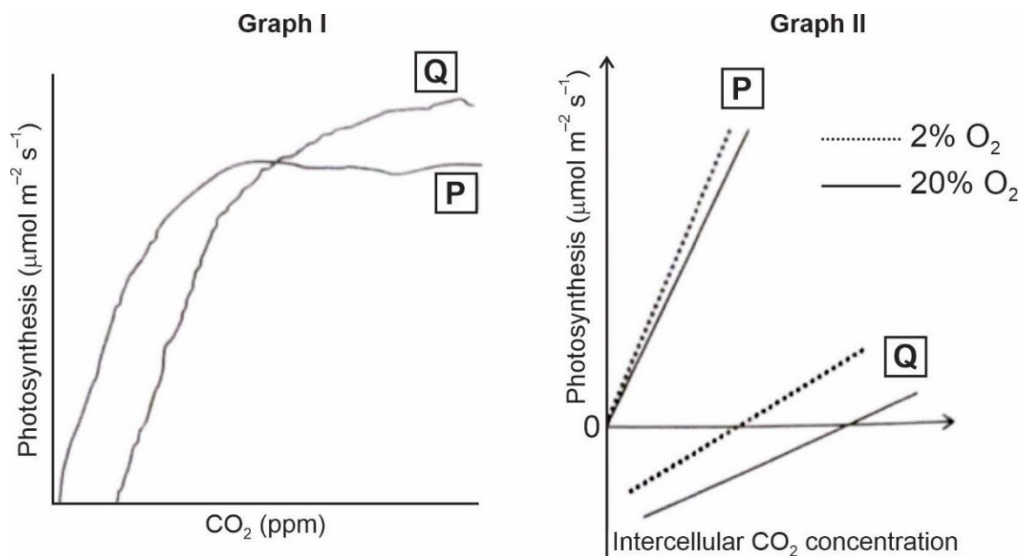 Graph I
Q
P
Photosynthesis (μmol m⁻² s⁻¹)
CO₂ (ppm)
Graph II
P
2% O₂
20% O₂
Q
Photosynthesis (μmol m⁻² s⁻¹)
0
Intercellular CO₂ concentration